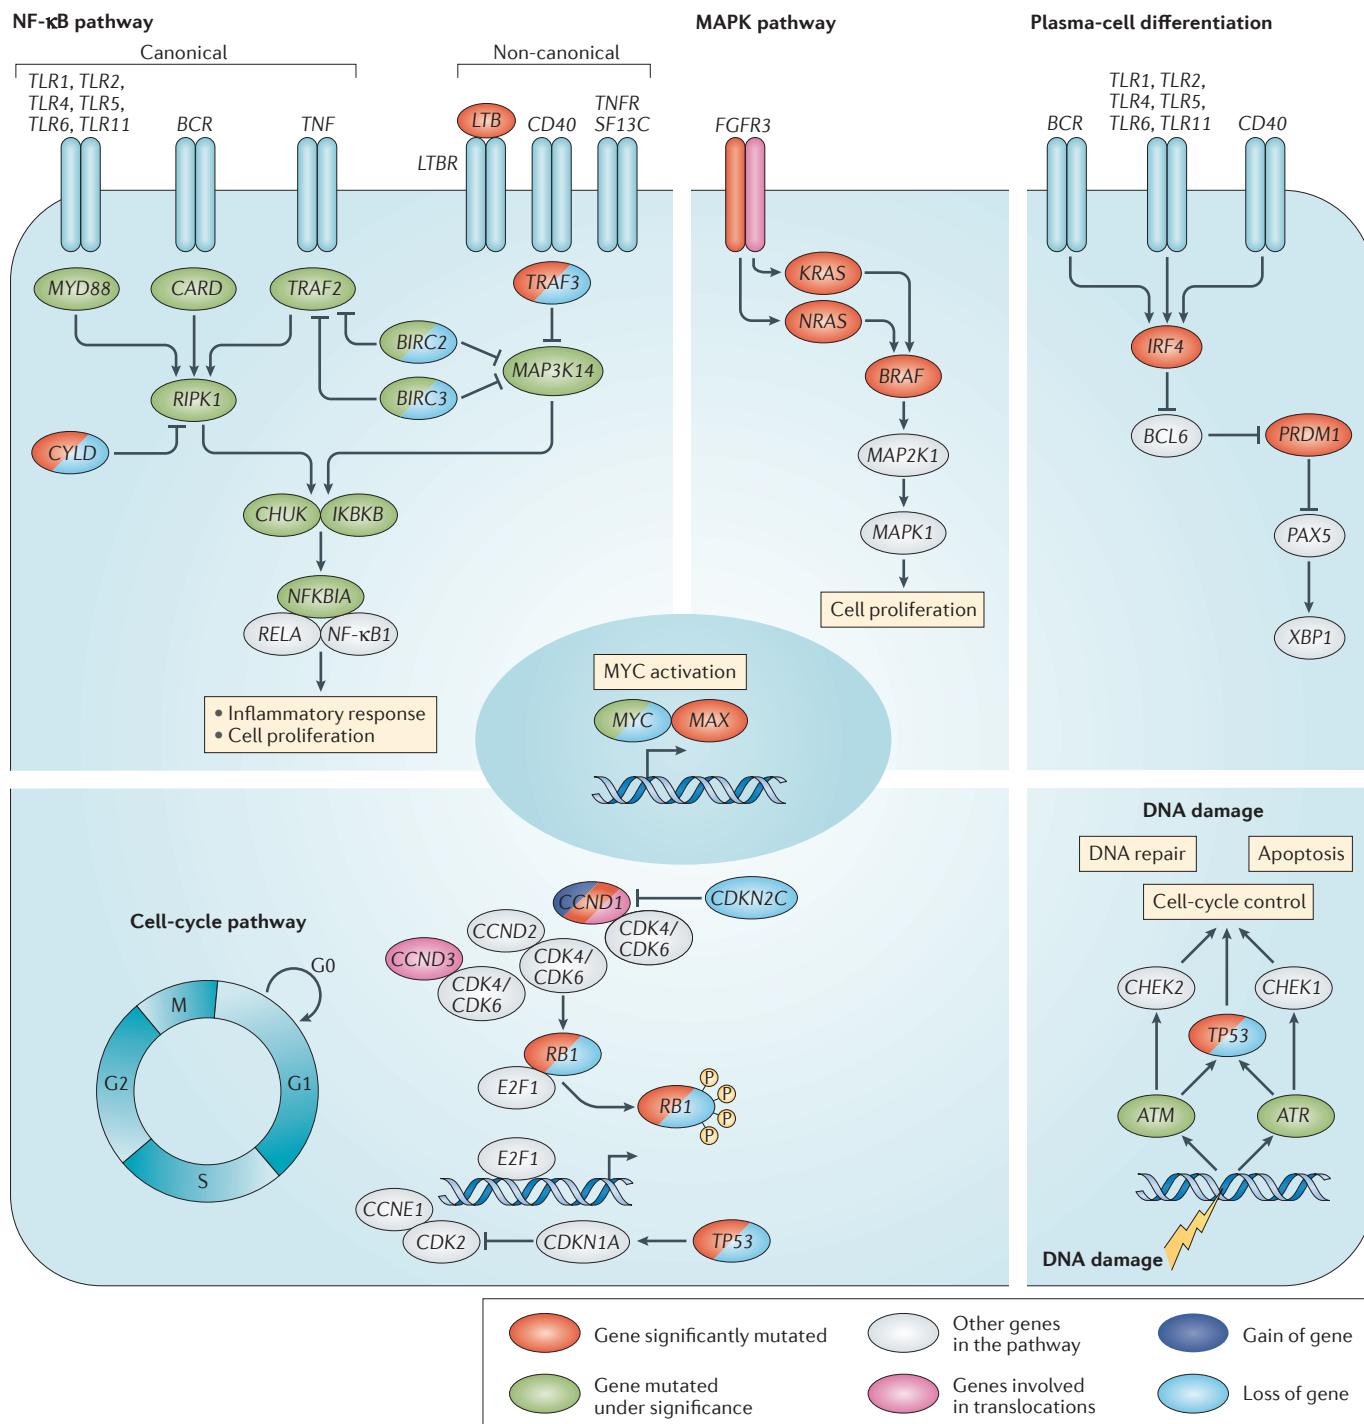 NF-κB pathway
Canonical
Non-canonical
TLR1, TLR2,
TLR4, TLR5,
TLR6, TLR11
BCR
TNF
LTB
LTBR
CD40
TNFR
SF13C
MYD88
CARD
TRAF2
TRAF3
BIRC2
BIRC3
MAP3K14
RIPK1
CYLD
CHUK
IKBKB
NFKBIA
RELA
NF-κB1
• Inflammatory response
• Cell proliferation
MAPK pathway
FGFR3
KRAS
NRAS
BRAF
MAP2K1
MAPK1
Cell proliferation
Plasma-cell differentiation
BCR
TLR1, TLR2,
TLR4, TLR5,
TLR6, TLR11
CD40
IRF4
BCL6
PRDM1
PAX5
XBP1
MYC activation
MYC
MAX
Cell-cycle pathway
G0
M
G1
G2
S
CCND1
CDKN2C
CDK4/
CDK6
CCND2
CDK4/
CDK6
CCND3
CDK4/
CDK6
RB1
E2F1
RB1
P
P
P
P
E2F1
CCNE1
CDK2
CDKN1A
TP53
DNA damage
DNA repair
Apoptosis
Cell-cycle control
CHEK2
CHEK1
TP53
ATM
ATR
DNA damage
Gene significantly mutated
Other genes
in the pathway
Gain of gene
Gene mutated
under significance
Genes involved
in translocations
Loss of gene